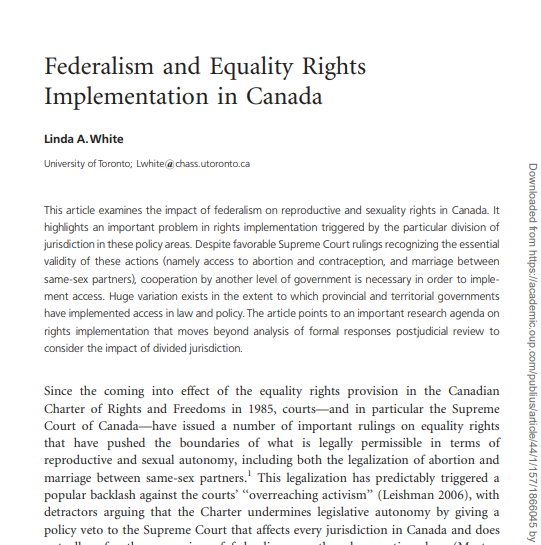 Federalism and Equality Rights
Implementation in Canada
Linda A. White
University of Toronto; Lwhite@chass.utoronto.ca
This article examines the impact of federalism on reproductive and sexuality rights in Canada. It
highlights an important problem in rights implementation triggered by the particular division of
jurisdiction in these policy areas. Despite favorable Supreme Court rulings recognizing the essential
validity of these actions (namely access to abortion and contraception, and marriage between
same-sex partners), cooperation by another level of government is necessary in order to imple-
ment access. Huge variation exists in the extent to which provincial and territorial governments
have implemented access in law and policy. The article points to an important research agenda on
rights implementation that moves beyond analysis of formal responses postjudicial review to
consider the impact of divided jurisdiction.
Since the coming into effect of the equality rights provision in the Canadian
Charter of Rights and Freedoms in 1985, courts—and in particular the Supreme
Court of Canada—have issued a number of important rulings on equality rights
that have pushed the boundaries of what is legally permissible in terms of
reproductive and sexual autonomy, including both the legalization of abortion and
marriage between same-sex partners.1 This legalization has predictably triggered a
popular backlash against the courts' "overreaching activism" (Leishman 2006), with
detractors arguing that the Charter undermines legislative autonomy by giving a
policy veto to the Supreme Court that affects every jurisdiction in Canada and does
Downloaded from https://academic.oup.com/publius/article/44/1/157/1866045 by